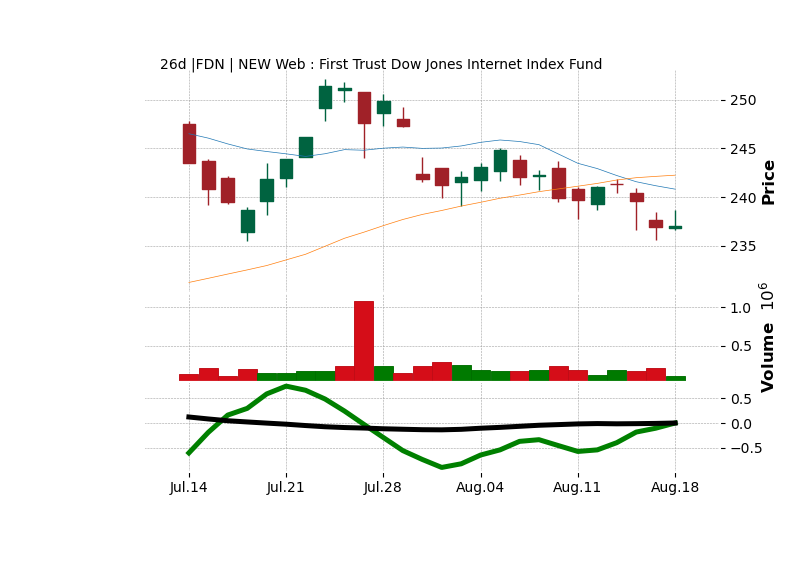 26d |FDN | NEW Web : First Trust Dow Jones Internet Index Fund
250
245
240
235
Price
1.0
0.5
Volume 10^6
0.5
0.0
−0.5
Jul.14 Jul.21 Jul.28 Aug.04 Aug.11 Aug.18